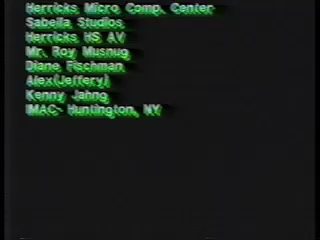 Herricks Micro Comp. Center
Sabella Studios
Herricks HS AV
Mr. Roy Musnug
Diane Fischman
Alex(Jeffery)
Kenny Jahng
IMAC- Huntington, NY